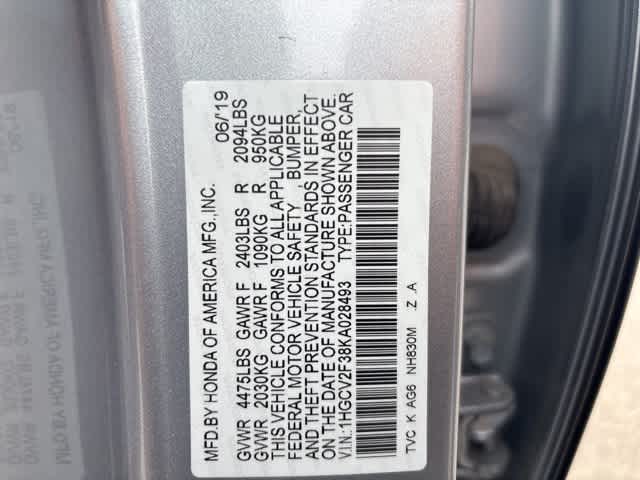 MFD.BY HONDA OF AMERICA MFG.,INC. 06/'19
GVWR 4475LBS GAWR F 2403LBS R 2094LBS
GVWR 2030KG GAWR F 1090KG R 950KG
THIS VEHICLE CONFORMS TO ALL APPLICABLE
FEDERAL MOTOR VEHICLE SAFETY , BUMPER,
AND THEFT PREVENTION STANDARDS IN EFFECT
ON THE DATE OF MANUFACTURE SHOWN ABOVE.
V.I.N.:1HGCV2F38KA028493 TYPE:PASSENGER CAR
TVC K AG6 NH830M .Z .A